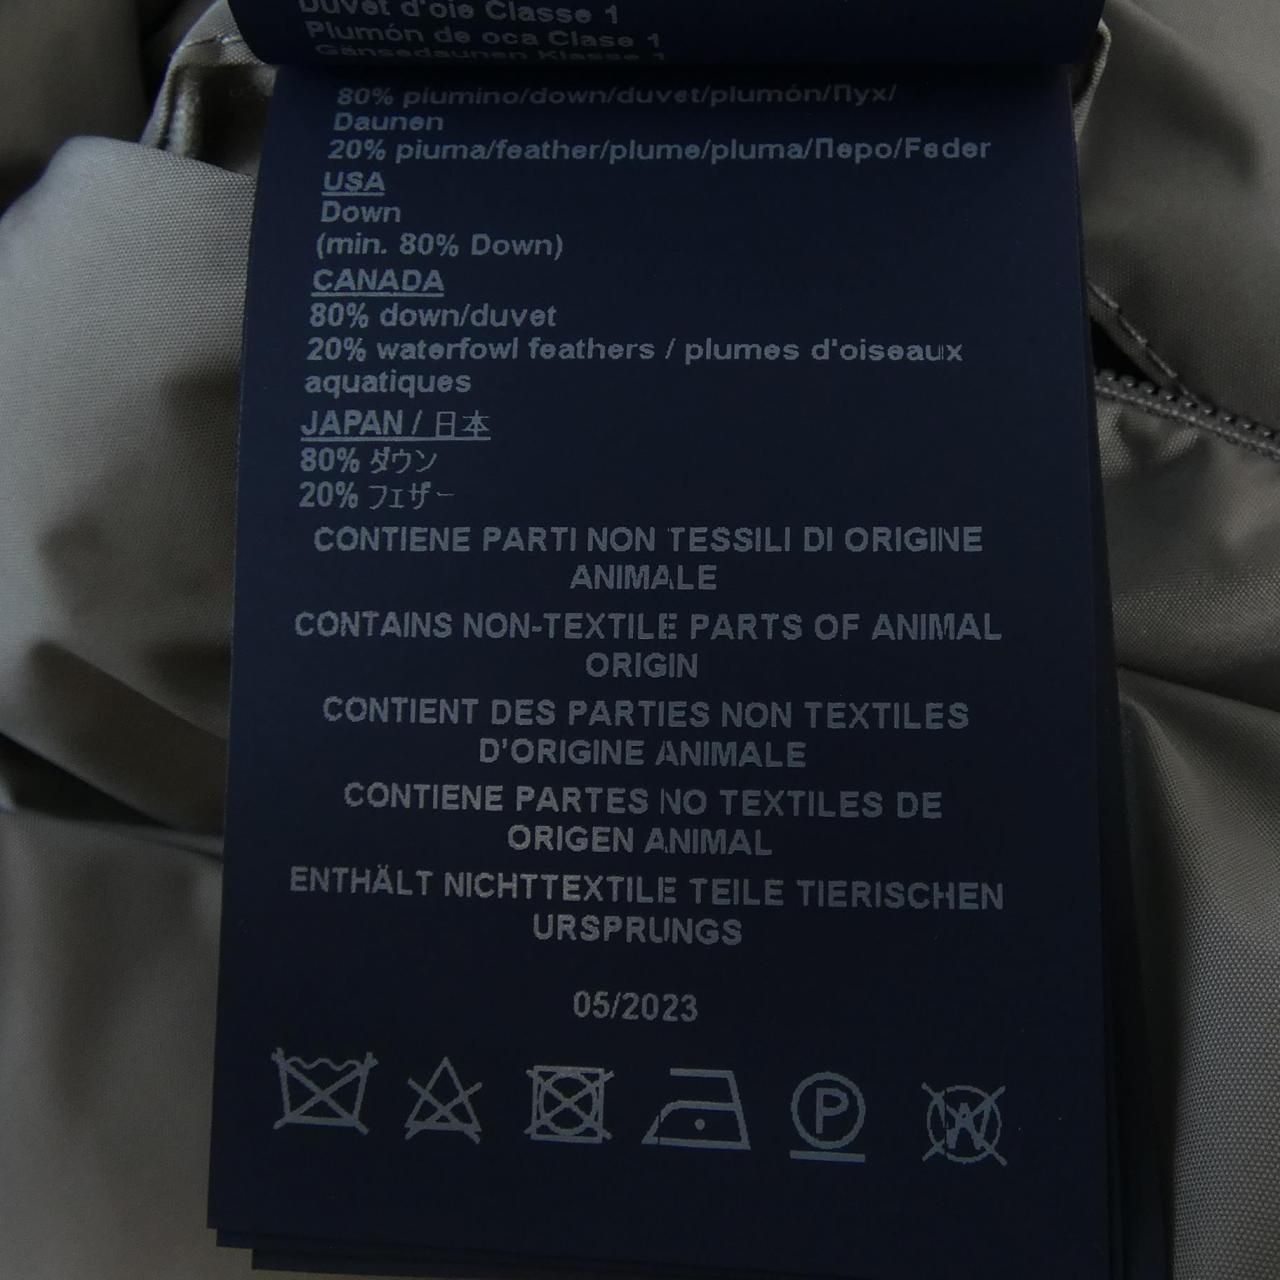 Duvet d'oie Classe 1
Plumón de oca Clase 1
Gänsedaunen Klasse 1
80% piumino/down/duvet/plumón/Пух/
Daunen
20% piuma/feather/plume/pluma/Перо/Feder
USA
Down
(min. 80% Down)
CANADA
80% down/duvet
20% waterfowl feathers / plumes d'oiseaux
aquatiques
JAPAN / 日本
80% ダウン
20% フェザー
CONTIENE PARTI NON TESSILI DI ORIGINE
ANIMALE
CONTAINS NON-TEXTILE PARTS OF ANIMAL
ORIGIN
CONTIENT DES PARTIES NON TEXTILES
D'ORIGINE ANIMALE
CONTIENE PARTES NO TEXTILES DE
ORIGEN ANIMAL
ENTHÄLT NICHTTEXTILE TEILE TIERISCHEN
URSPRUNGS
05/2023
P W